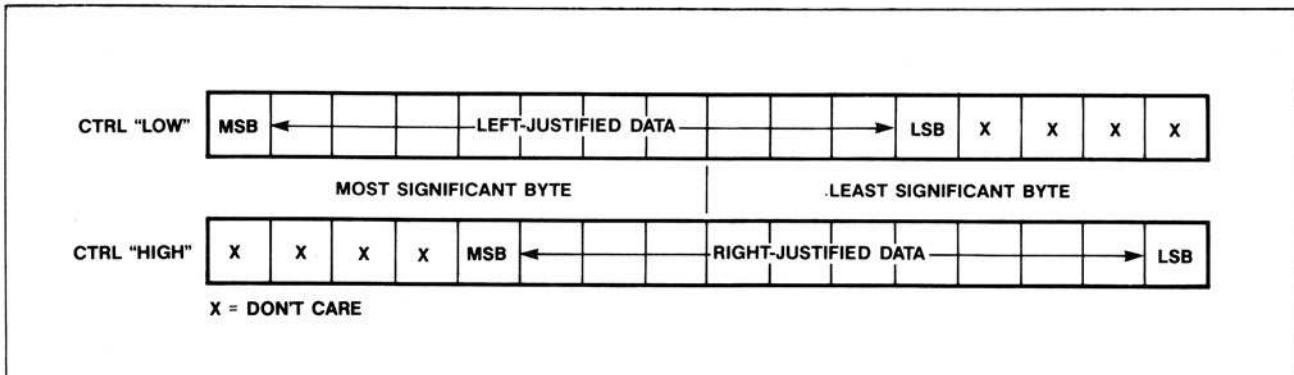 CTRL "LOW" MSB LEFT-JUSTIFIED DATA LSB X X X X
MOST SIGNIFICANT BYTE .LEAST SIGNIFICANT BYTE
CTRL "HIGH" X X X X MSB RIGHT-JUSTIFIED DATA LSB
X = DON'T CARE